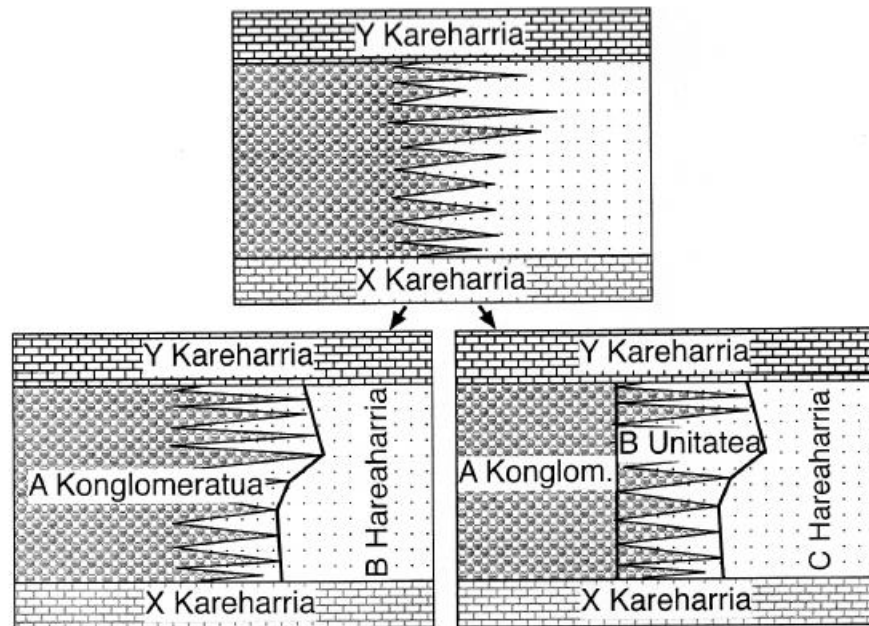 Y Kareharria
X Kareharria
Y Kareharria
A Konglomeratua
B Hareaharria
X Kareharria
Y Kareharria
B Unitatea
A Konglom.
C Hareaharria
X Kareharria